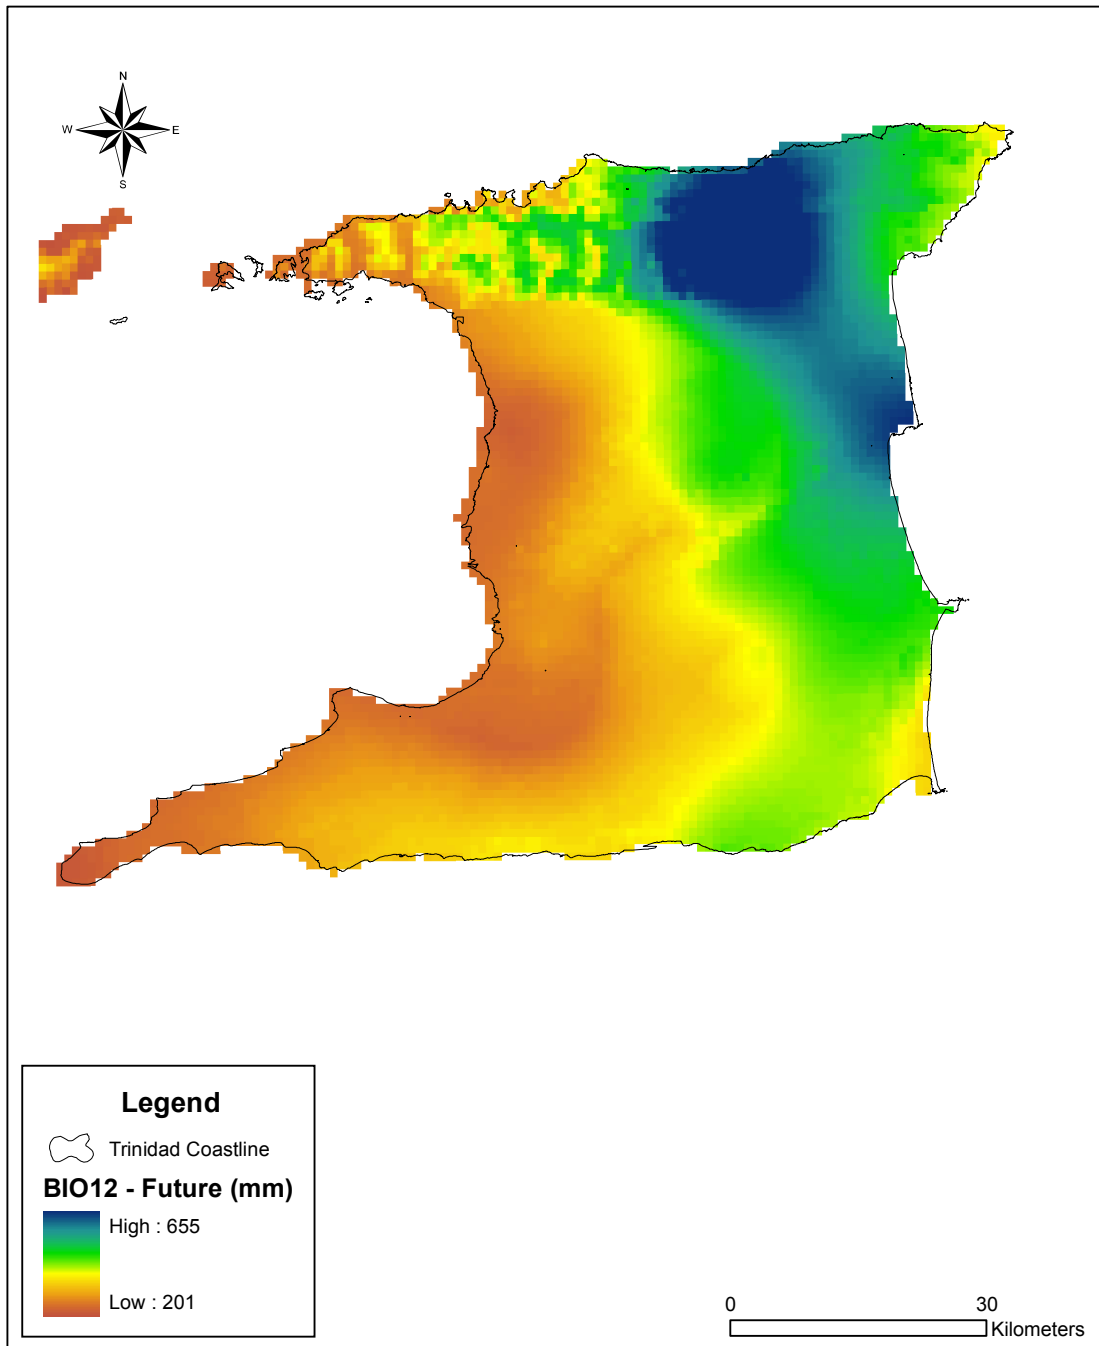 N
W E
S
Legend
Trinidad Coastline
BIO12 - Future (mm)
High : 655
Low : 201
0 30
Kilometers